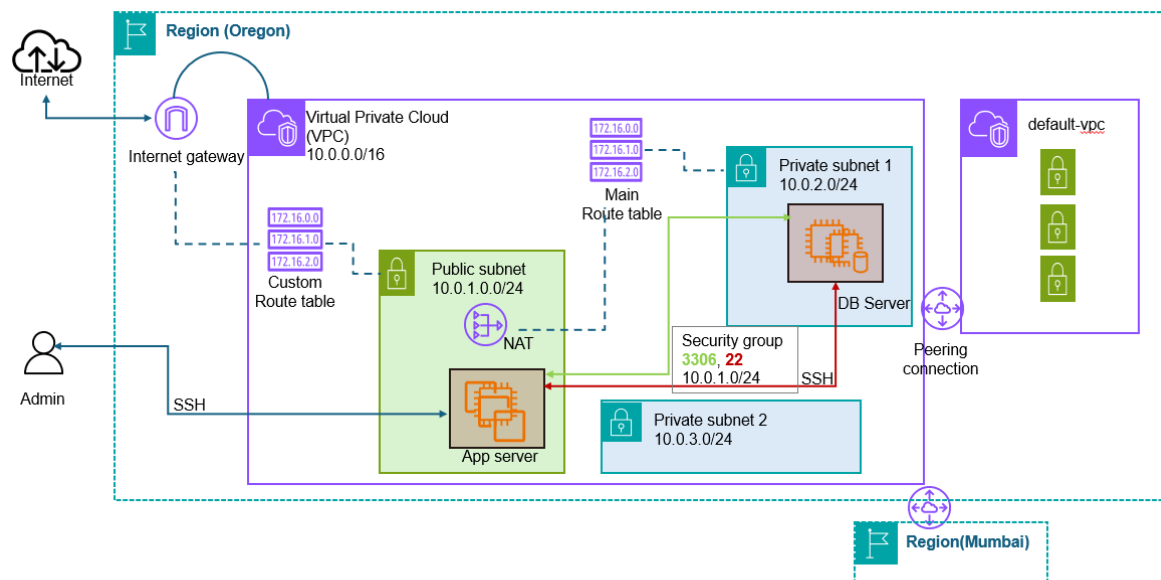 Region (Oregon)
Internet
Internet gateway
Virtual Private Cloud
(VPC)
10.0.0.0/16
172.16.0.0
172.16.1.0
172.16.2.0
Main
Route table
Private subnet 1
10.0.2.0/24
DB Server
default-vpc
172.16.0.0
172.16.1.0
172.16.2.0
Custom
Route table
Public subnet
10.0.1.0.0/24
NAT
Security group
3306, 22
10.0.1.0/24
SSH
Peering
connection
Admin
SSH
App server
Private subnet 2
10.0.3.0/24
Region(Mumbai)